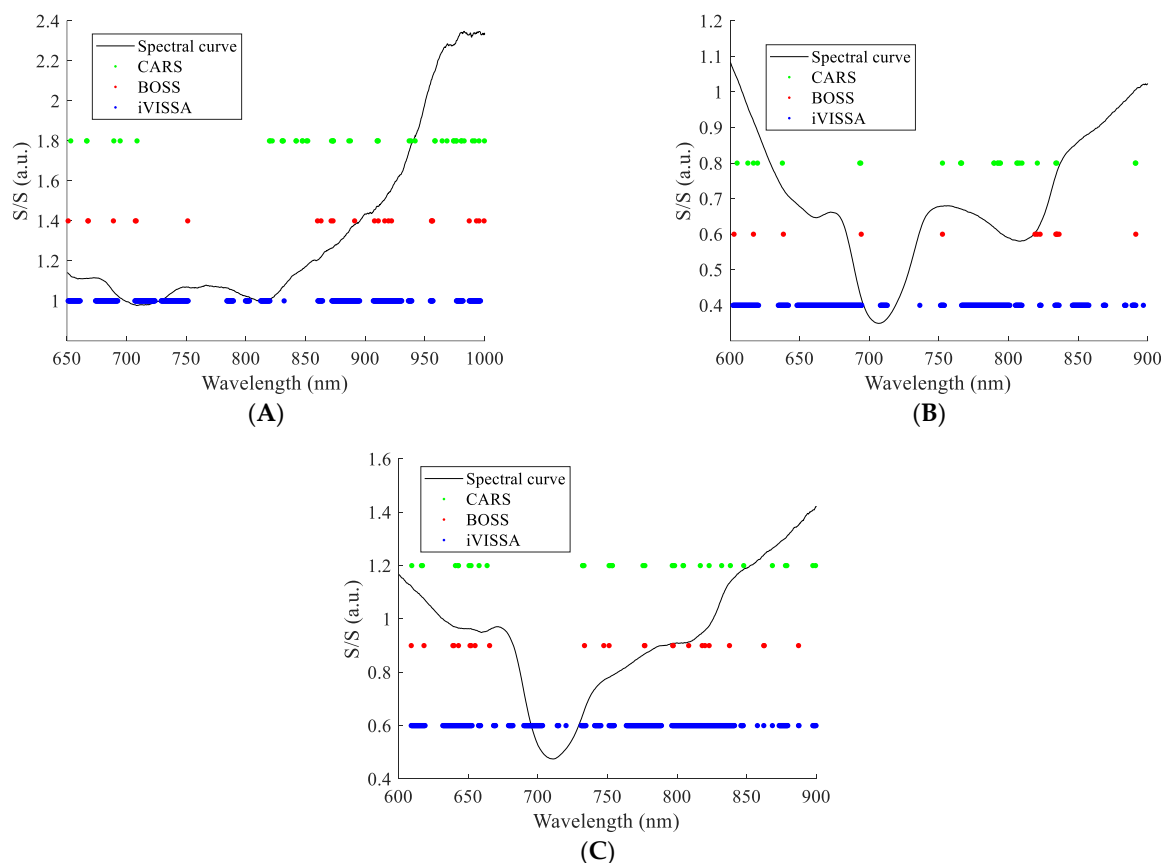 2.4
2.2
2
1.8
1.6
1.4
1.2
1
S/S (a.u.)
Spectral curve
CARS
BOSS
iVISSA
650 700 750 800 850 900 950 1000
Wavelength (nm)
(A)
1.2
1.1
1
0.9
0.8
0.7
0.6
0.5
0.4
S/S (a.u.)
Spectral curve
CARS
BOSS
iVISSA
600 650 700 750 800 850 900
Wavelength (nm)
(B)
1.6
1.4
1.2
1
0.8
0.6
0.4
S/S (a.u.)
Spectral curve
CARS
BOSS
iVISSA
600 650 700 750 800 850 900
Wavelength (nm)
(C)